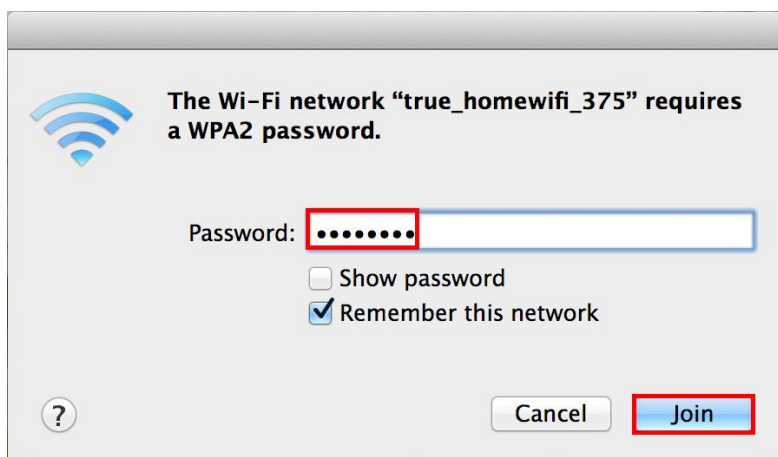 The Wi-Fi network “true_homewifi_375” requires
a WPA2 password.
Password: ••••••••
Show password
Remember this network
?
Cancel
Join